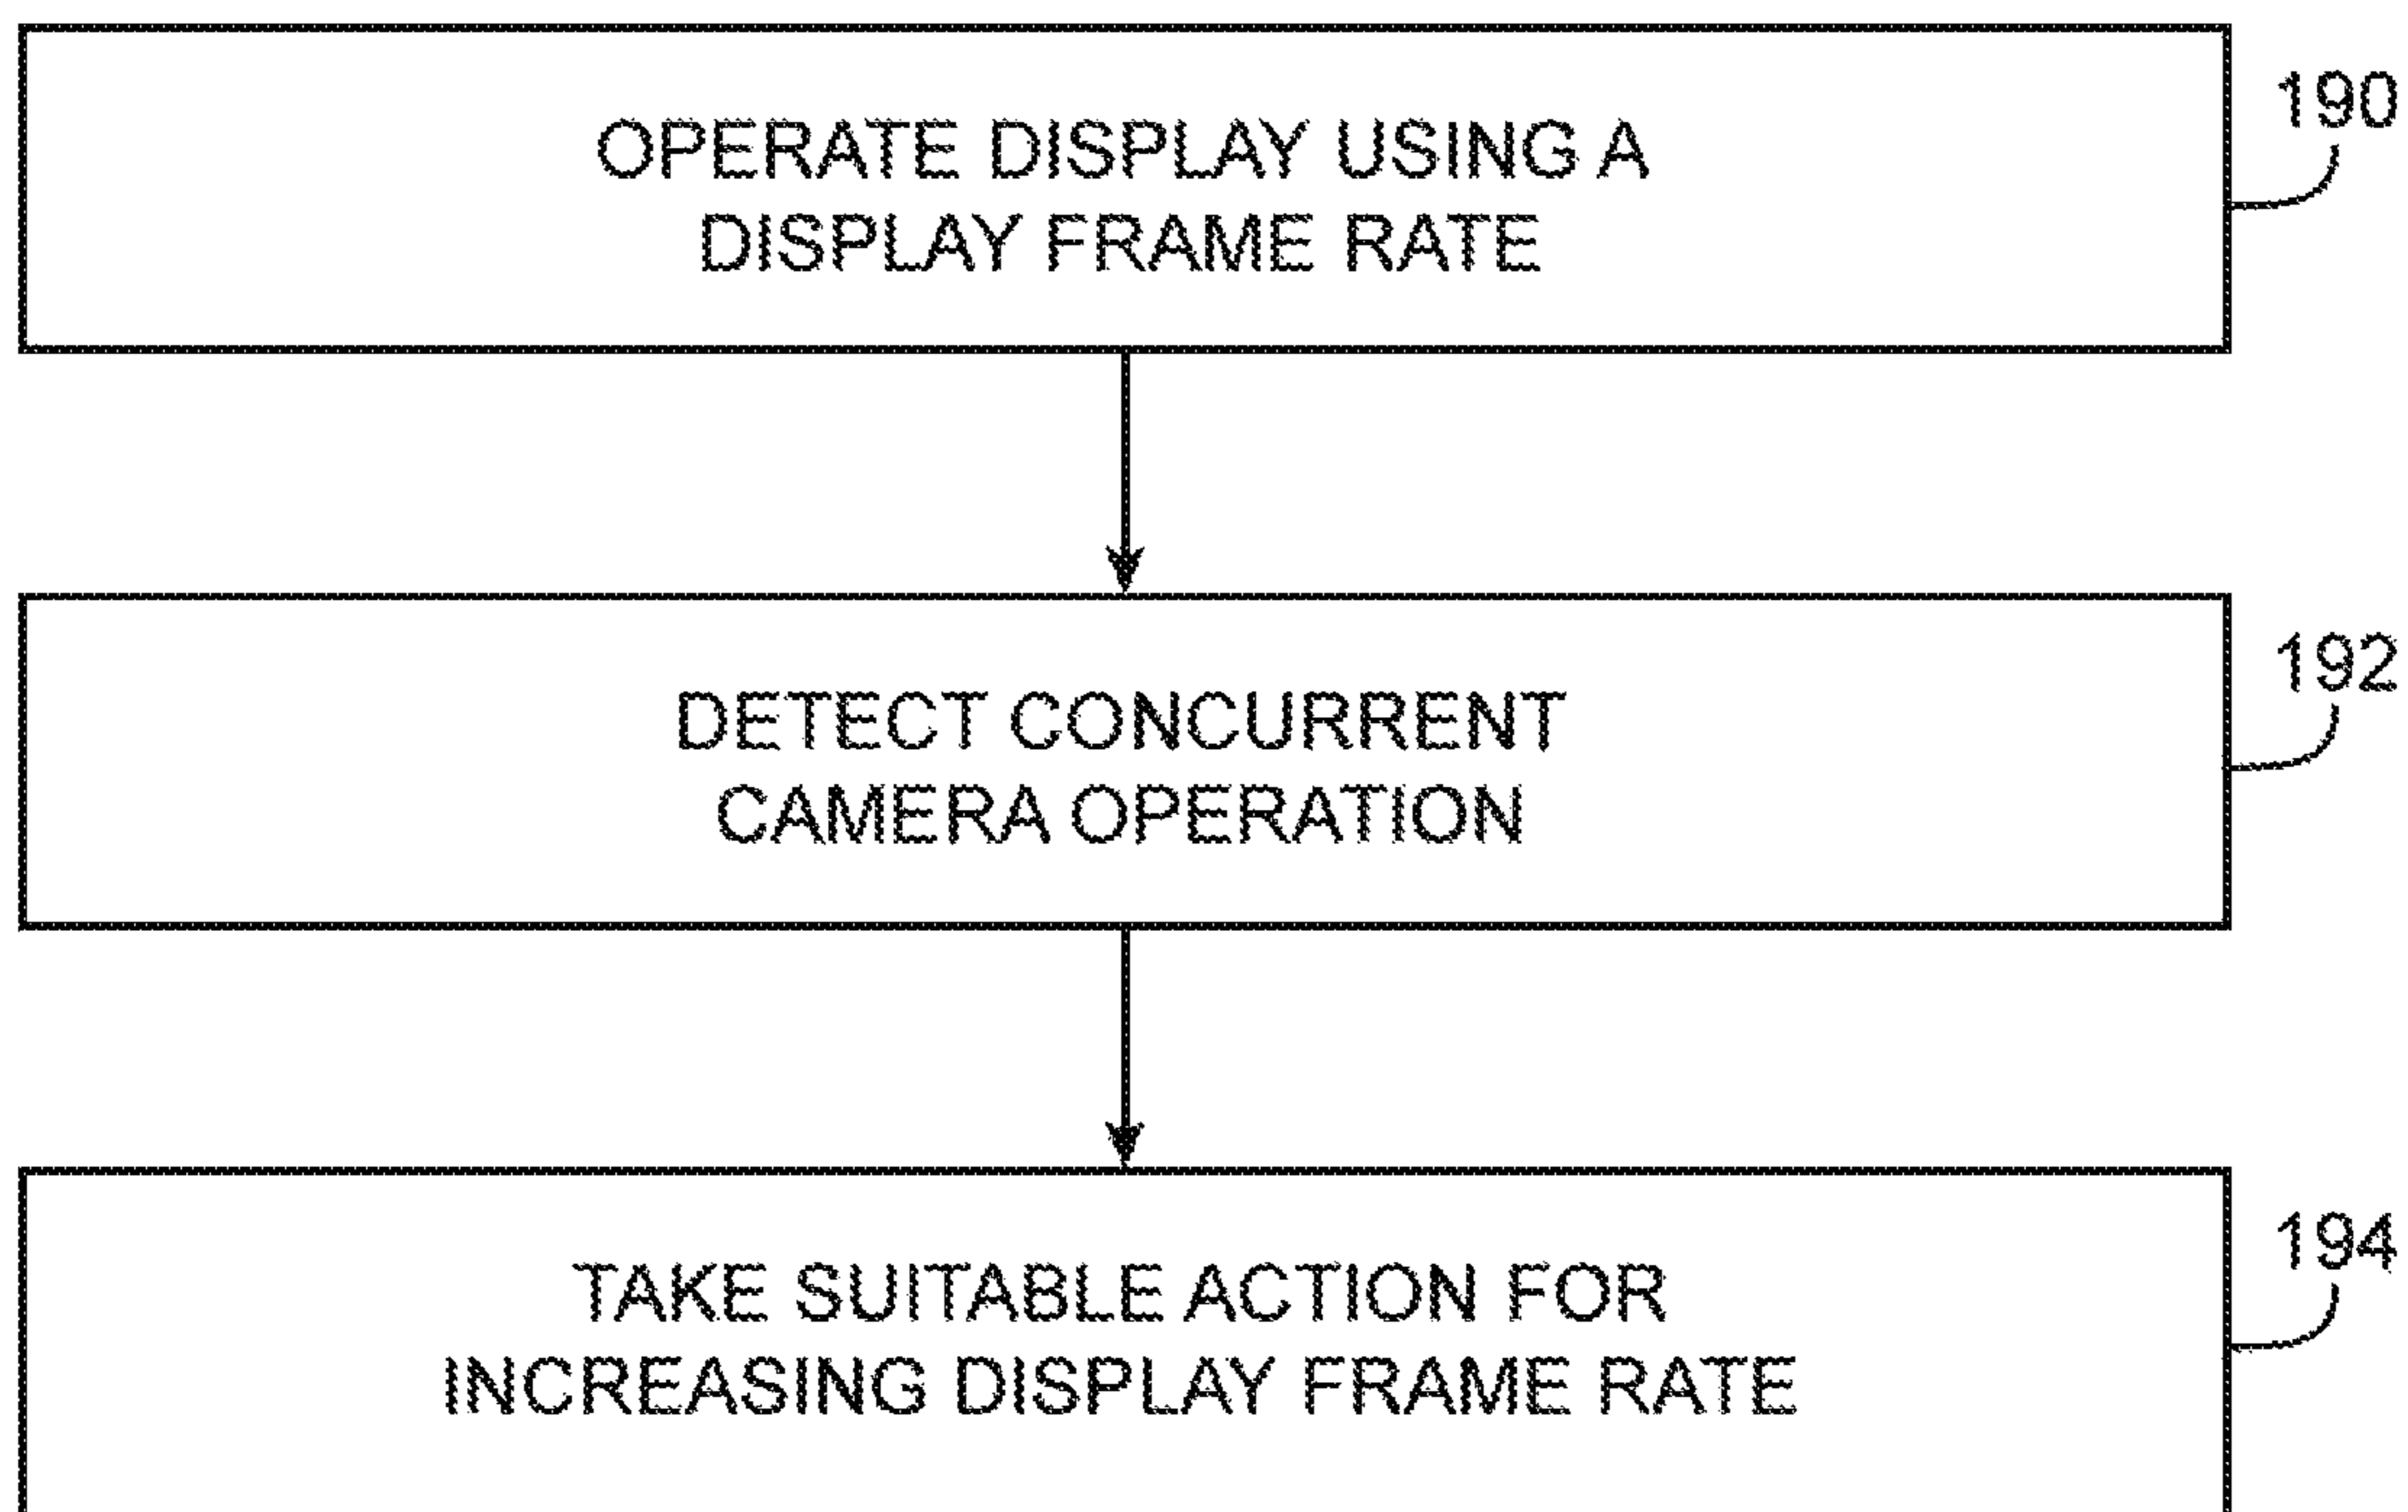 OPERATE DISPLAY USING A
DISPLAY FRAME RATE
190
DETECT CONCURRENT
CAMERA OPERATION
192
TAKE SUITABLE ACTION FOR
INCREASING DISPLAY FRAME RATE
194